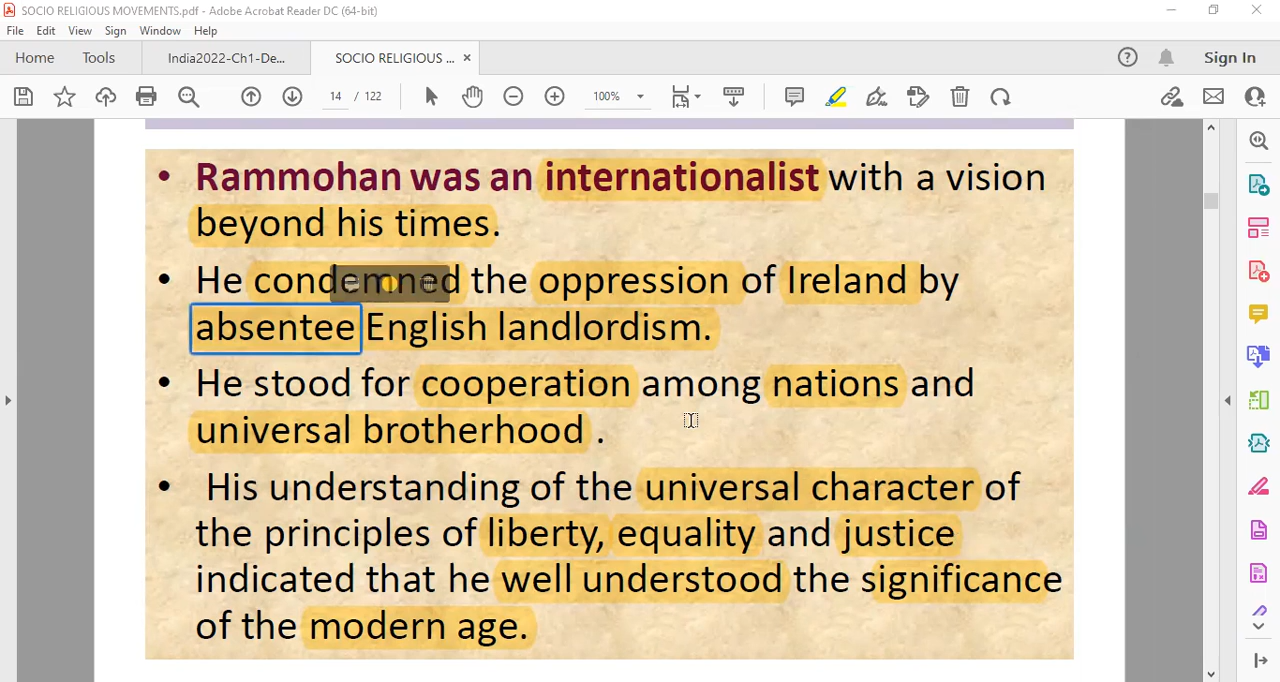 SOCIO RELIGIOUS MOVEMENTS.pdf - Adobe Acrobat Reader DC (64-bit)
File Edit View Sign Window Help
Home Tools India2022-Ch1-De... SOCIO RELIGIOUS ... × Sign In
14 / 122 100%
• Rammohan was an internationalist with a vision
beyond his times.
• He condemned the oppression of Ireland by
absentee English landlordism.
• He stood for cooperation among nations and
universal brotherhood .
• His understanding of the universal character of
the principles of liberty, equality and justice
indicated that he well understood the significance
of the modern age.